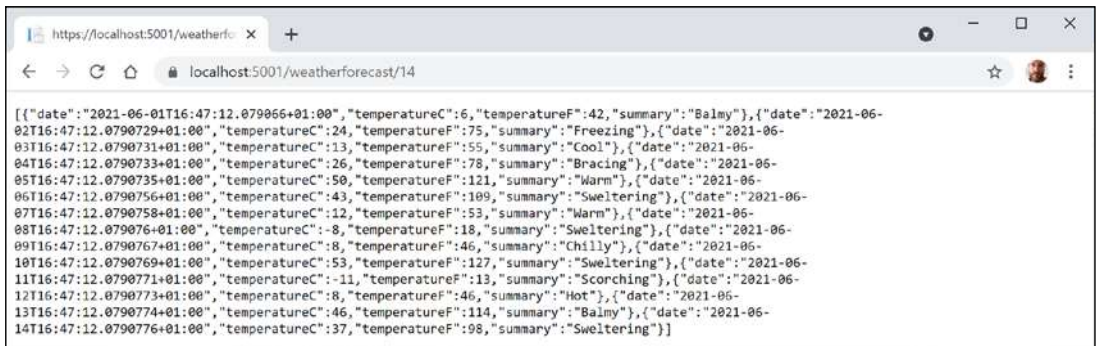 https://localhost:5001/weatherfo
localhost:5001/weatherforecast/14
[{"date":"2021-06-01T16:47:12.079066+01:00","temperatureC":6,"temperatureF":42,"summary":"Balmy"},{"date":"2021-06-
02T16:47:12.0790729+01:00","temperatureC":24,"temperatureF":75,"summary":"Freezing"},{"date":"2021-06-
03T16:47:12.0790731+01:00","temperatureC":13,"temperatureF":55,"summary":"Cool"},{"date":"2021-06-
04T16:47:12.0790733+01:00","temperatureC":26,"temperatureF":78,"summary":"Bracing"},{"date":"2021-06-
05T16:47:12.0790735+01:00","temperatureC":50,"temperatureF":121,"summary":"Warm"},{"date":"2021-06-
06T16:47:12.0790756+01:00","temperatureC":43,"temperatureF":109,"summary":"Sweltering"},{"date":"2021-06-
07T16:47:12.0790758+01:00","temperatureC":12,"temperatureF":53,"summary":"Warm"},{"date":"2021-06-
08T16:47:12.079076+01:00","temperatureC":-8,"temperatureF":18,"summary":"Sweltering"},{"date":"2021-06-
09T16:47:12.0790767+01:00","temperatureC":8,"temperatureF":46,"summary":"Chilly"},{"date":"2021-06-
10T16:47:12.0790769+01:00","temperatureC":53,"temperatureF":127,"summary":"Sweltering"},{"date":"2021-06-
11T16:47:12.0790771+01:00","temperatureC":-11,"temperatureF":13,"summary":"Scorching"},{"date":"2021-06-
12T16:47:12.0790773+01:00","temperatureC":8,"temperatureF":46,"summary":"Hot"},{"date":"2021-06-
13T16:47:12.0790774+01:00","temperatureC":46,"temperatureF":114,"summary":"Balmy"},{"date":"2021-06-
14T16:47:12.0790776+01:00","temperatureC":37,"temperatureF":98,"summary":"Sweltering"}]